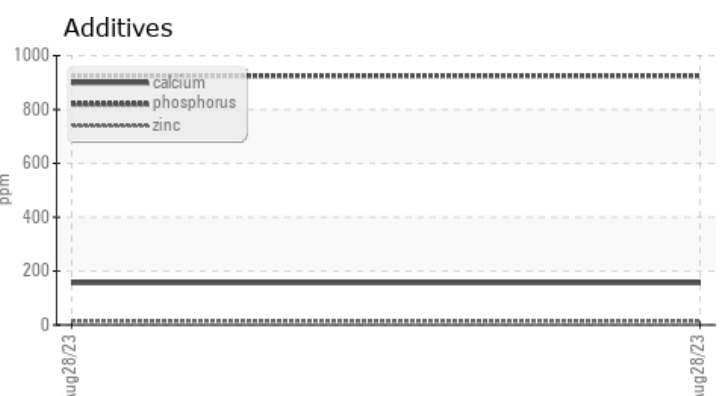 Additives
1000
800
600
400
200
0
ppm
calcium
phosphorus
zinc
ug28/23
ug28/23